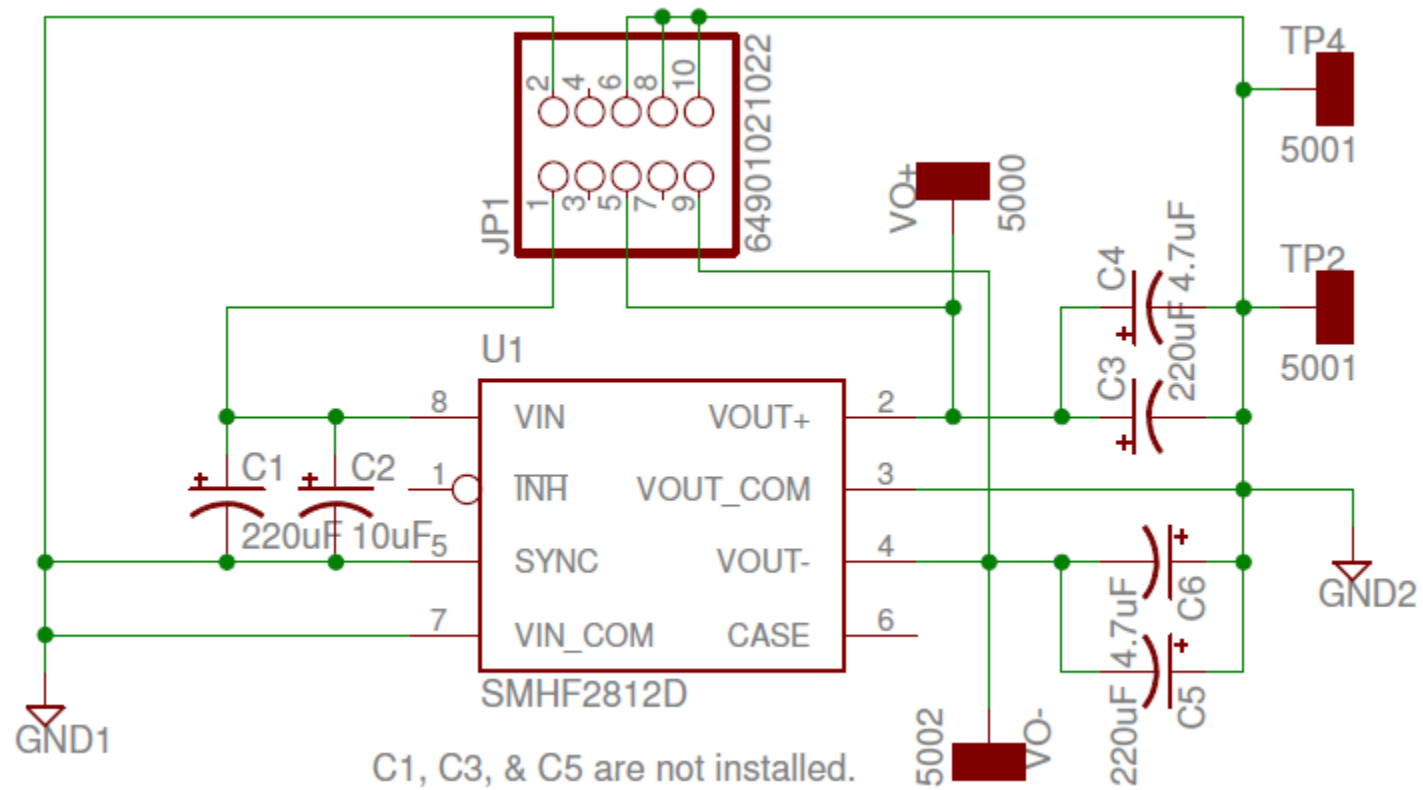 TP4
5001
2
4
6
8
10
1
3
5
7
9
JP1
64901021022
VO+
5000
TP2
5001
C4
4.7uF
C3
220uF
U1
8
VIN
VOUT+
2
1
INH
VOUT_COM
3
5
SYNC
VOUT-
4
7
VIN_COM
CASE
6
SMHF2812D
+
C1
220uF
+
C2
10uF
+
+
+
C6
4.7uF
+
C5
220uF
GND2
GND1
5002
VO-
C1, C3, & C5 are not installed.